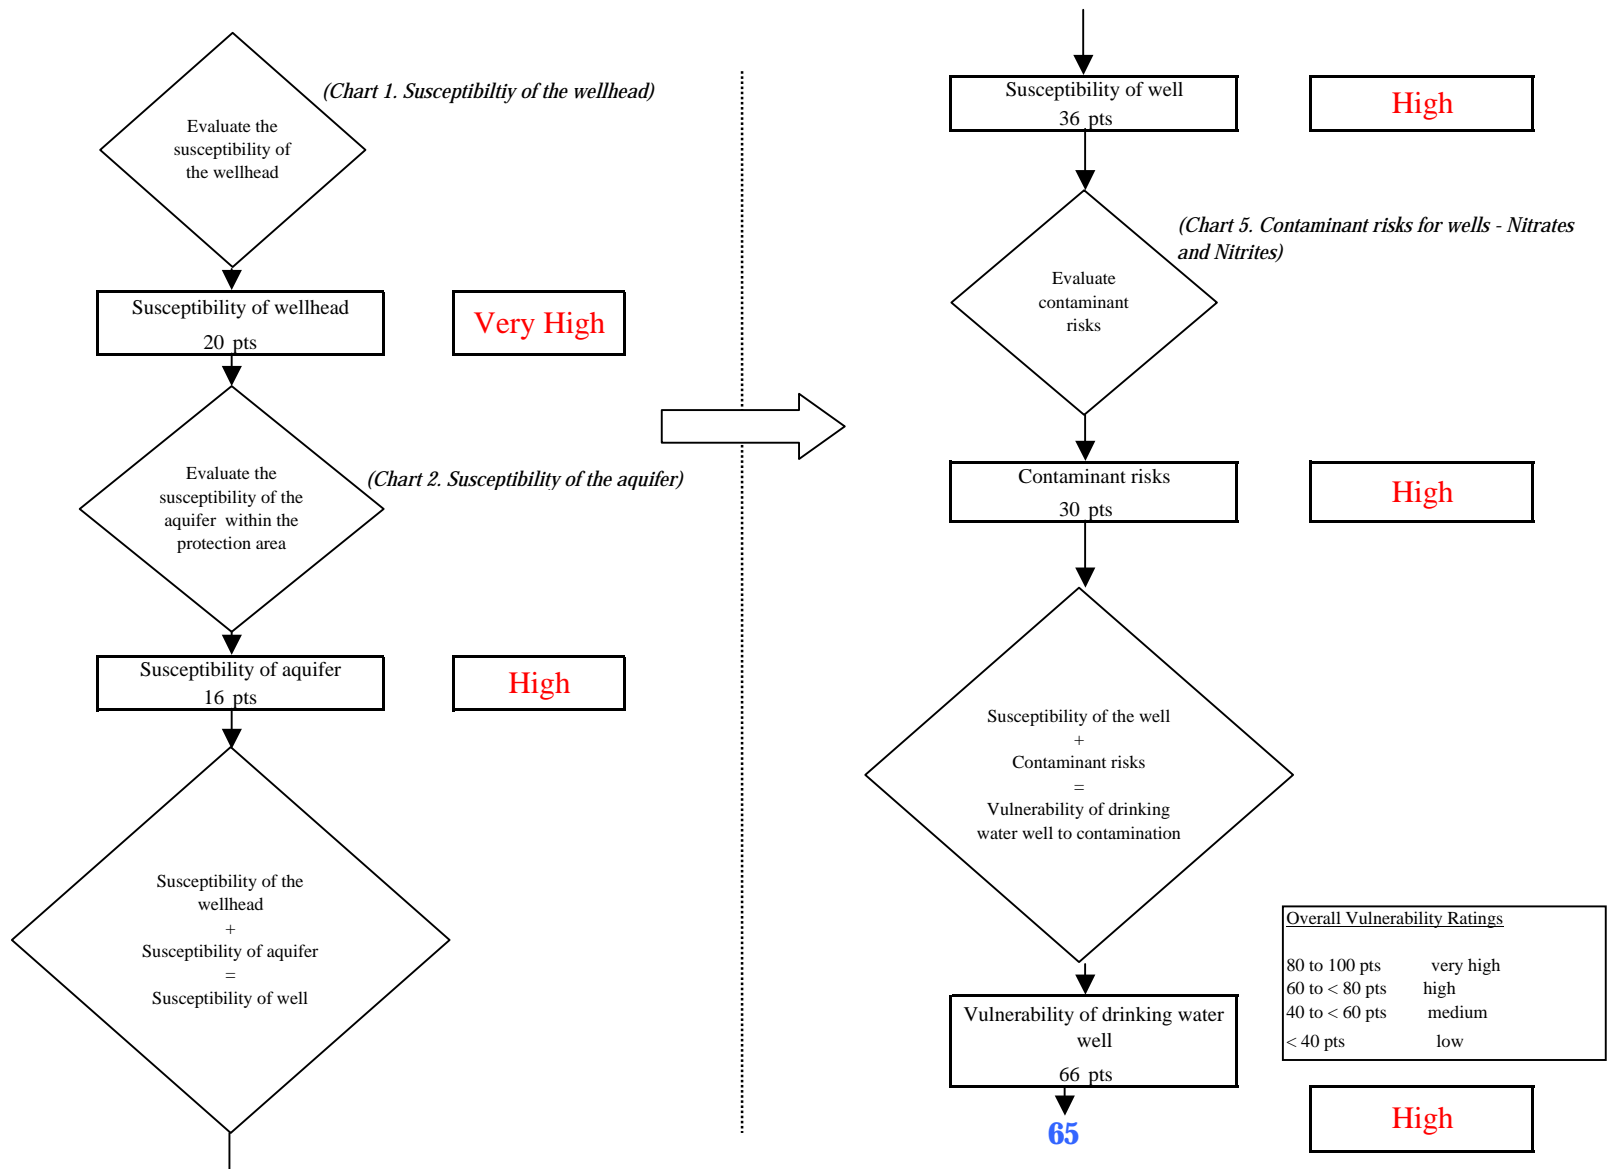 (Chart 1. Susceptibiltiy of the wellhead)
Evaluate the
susceptibility of
the wellhead
Susceptibility of wellhead
20 pts
Very High
Evaluate the
susceptibility of the
aquifer within the
protection area
(Chart 2. Susceptibility of the aquifer)
Susceptibility of aquifer
16 pts
High
Susceptibility of the
wellhead
+
Susceptibility of aquifer
=
Susceptibility of well
Susceptibility of well
36 pts
High
(Chart 5. Contaminant risks for wells - Nitrates
and Nitrites)
Evaluate
contaminant
risks
Contaminant risks
30 pts
High
Susceptibility of the well
+
Contaminant risks
=
Vulnerability of drinking
water well to contamination
Overall Vulnerability Ratings
80 to 100 pts very high
60 to < 80 pts high
40 to < 60 pts medium
< 40 pts low
Vulnerability of drinking water
well
66 pts
65
High